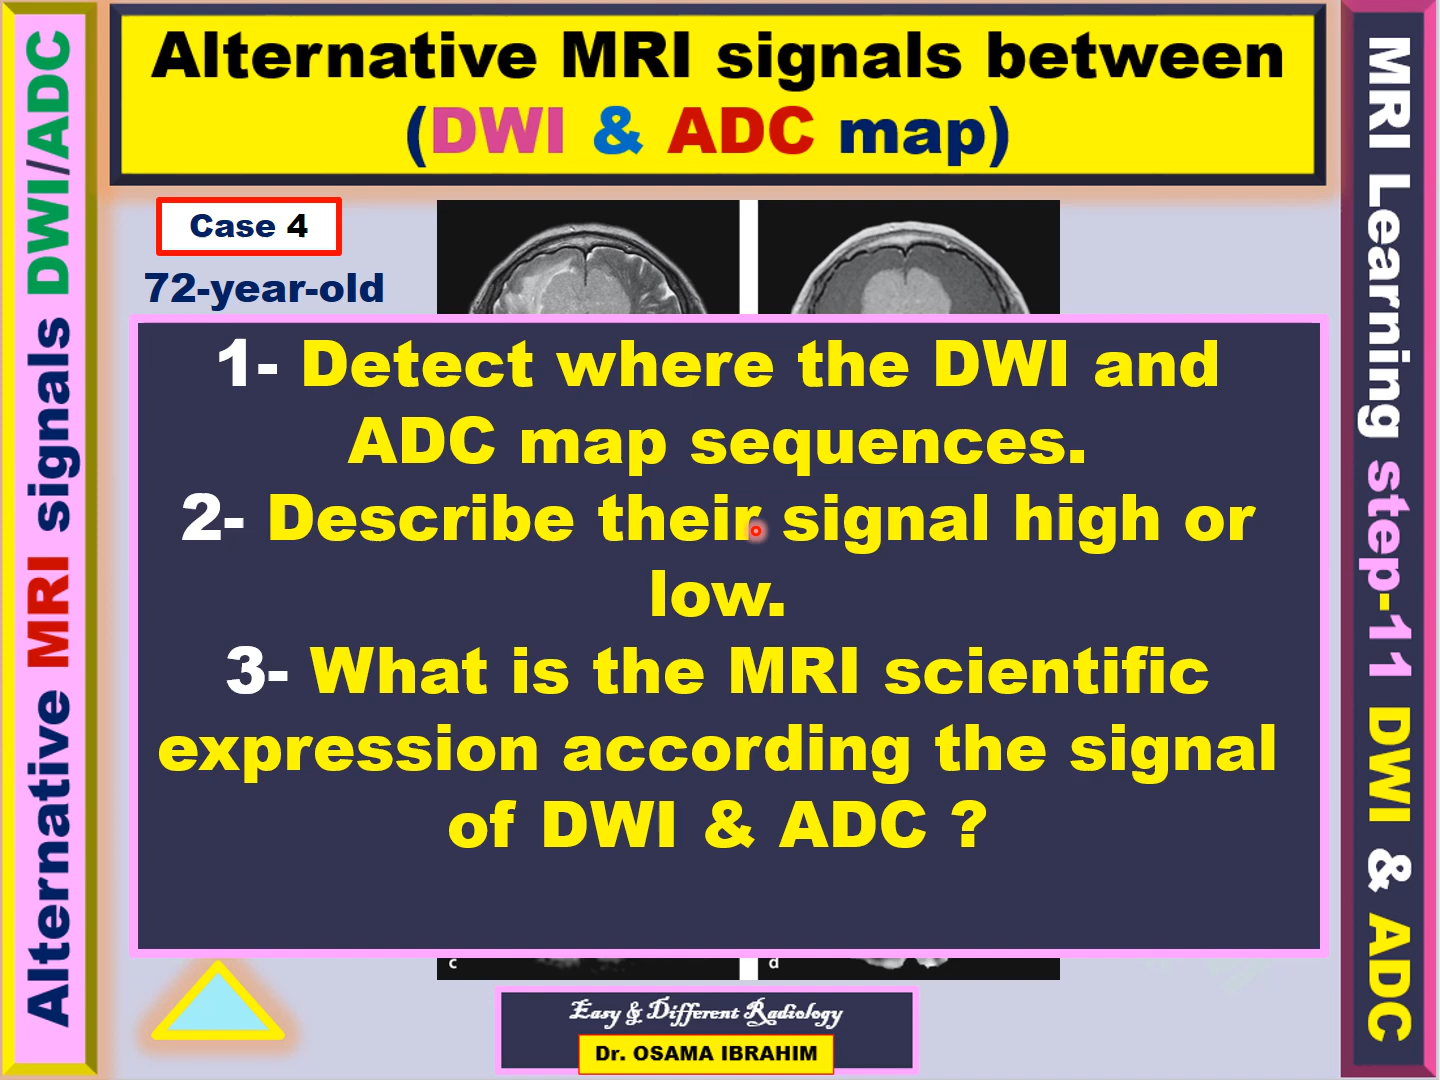 Alternative MRI signals between
(DWI & ADC map)
Alternative MRI signals DWI/ADC
MRI Learning step-11 DWI & ADC
Case 4
72-year-old
1- Detect where the DWI and
ADC map sequences.
2- Describe their signal high or
low.
3- What is the MRI scientific
expression according the signal
of DWI & ADC ?
c
d
Easy & Different Radiology
Dr. OSAMA IBRAHIM